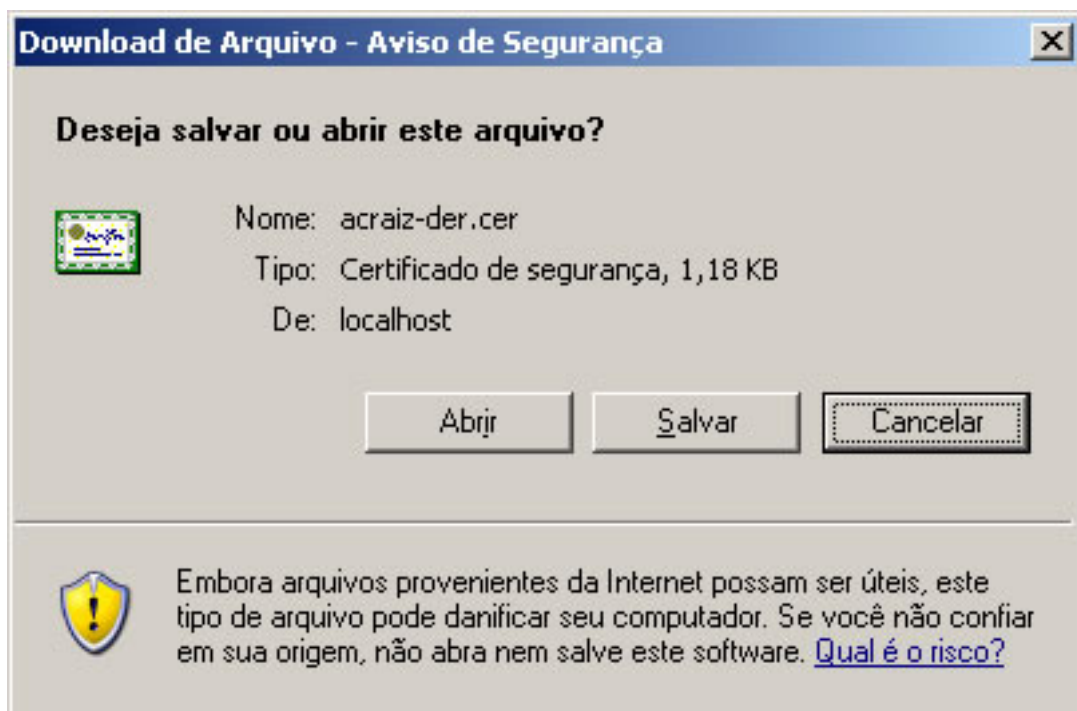 Download de Arquivo - Aviso de Segurança
Deseja salvar ou abrir este arquivo?
Nome: acraiz-der.cer
Tipo: Certificado de segurança, 1,18 KB
De: localhost
Abrir Salvar Cancelar
Embora arquivos provenientes da Internet possam ser úteis, este
tipo de arquivo pode danificar seu computador. Se você não confiar
em sua origem, não abra nem salve este software. Qual é o risco?